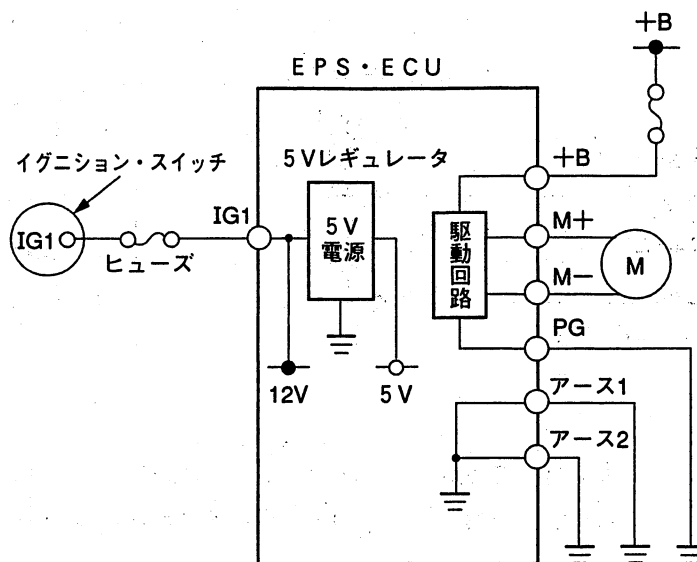 +B
EPS・ECU
イグニション・スイッチ
5Vレギュレータ
+B
IG1
IG1
ヒューズ
5V
電源
駆動回路
M+
M
M−
PG
12V
5V
アース1
アース2